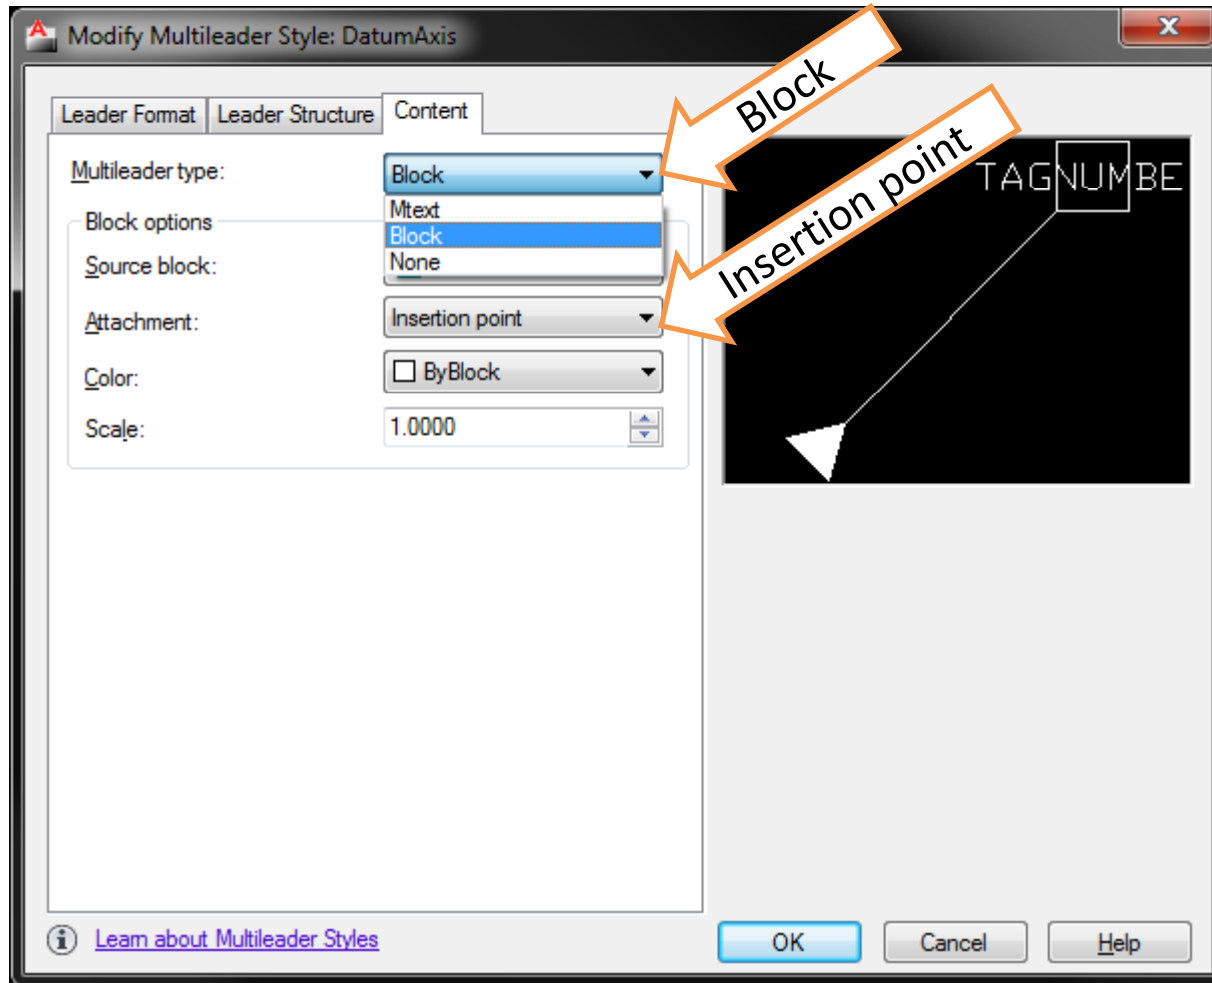 Modify Multileader Style: DatumAxis
X
Block
Insertion point
Leader Format Leader Structure Content
Multileader type: Block
Mtext
Block
None
Block options
Source block:
Attachment: Insertion point
Color: ByBlock
Scale: 1.0000
TAGNUMBE
Learn about Multileader Styles
OK Cancel Help